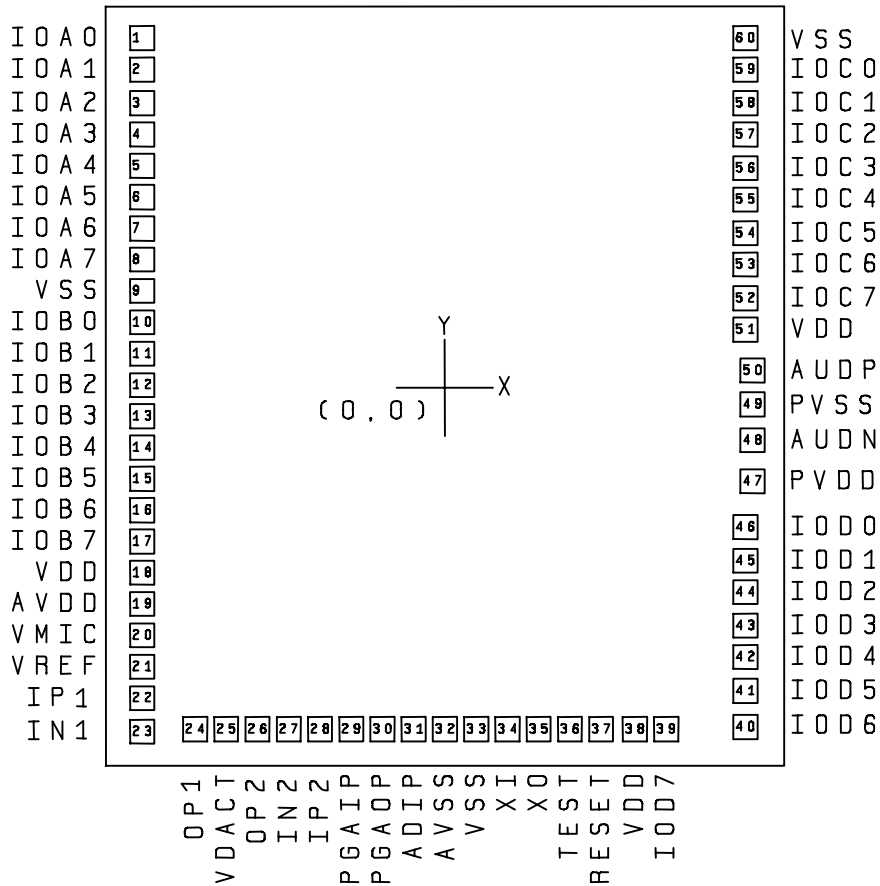 IOA0 1
IOA1 2
IOA2 3
IOA3 4
IOA4 5
IOA5 6
IOA6 7
IOA7 8
VSS 9
IOB0 10
IOB1 11
IOB2 12
IOB3 13
IOB4 14
IOB5 15
IOB6 16
IOB7 17
VDD 18
AVDD 19
VMIC 20
VREF 21
IP1 22
IN1 23
Y
X
(0,0)
60 VSS
59 IOC0
58 IOC1
57 IOC2
56 IOC3
55 IOC4
54 IOC5
53 IOC6
52 IOC7
51 VDD
50 AUDP
49 PVSS
48 AUDN
47 PVDD
46 IOD0
45 IOD1
44 IOD2
43 IOD3
42 IOD4
41 IOD5
40 IOD6
24 25 26 27 28 29 30 31 32 33 34 35 36 37 38 39
OP1
VDACT
OP2
IN2
IP2
PGAIP
PGAOP
ADIP
AVSS
VSS
XI
XO
TEST
RESET
VDD
IOD7